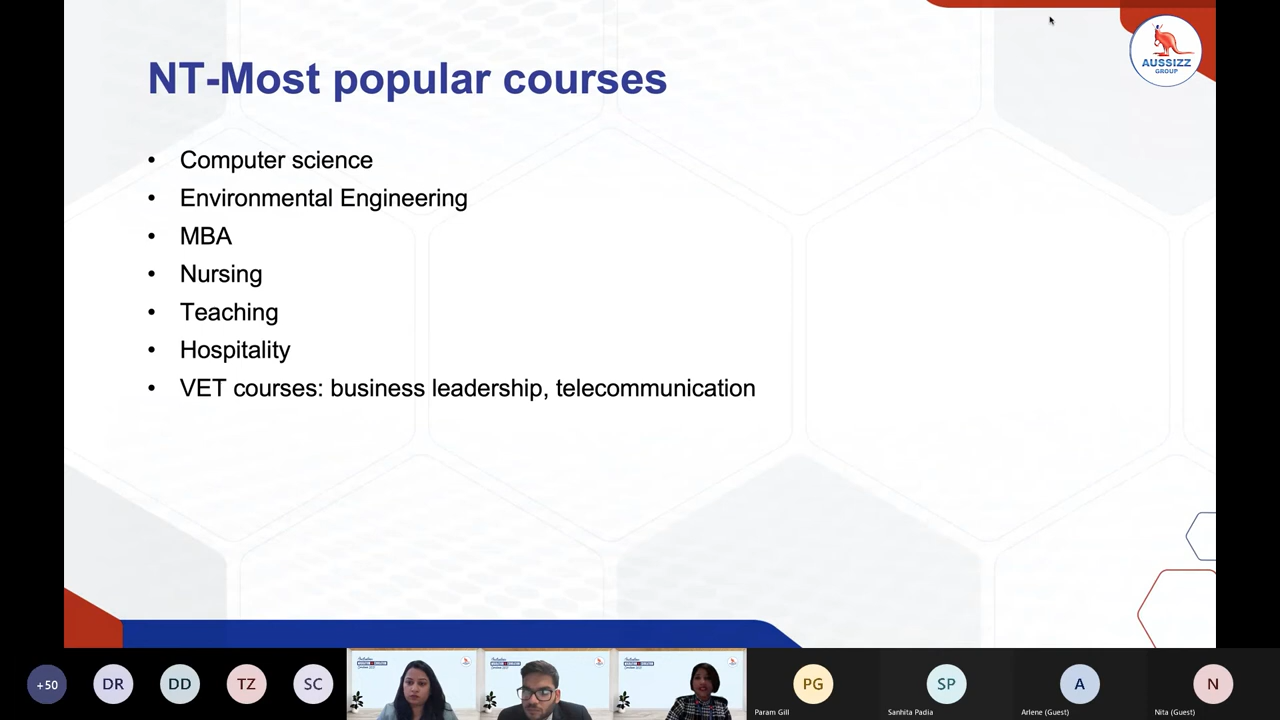 NT-Most popular courses
AUSSIZZ
GROUP
• Computer science
• Environmental Engineering
• MBA
• Nursing
• Teaching
• Hospitality
• VET courses: business leadership, telecommunication
+50
DR
DD
TZ
SC
PG
Param Gill
SP
Sanhita Padia
A
Arlene (Guest)
N
Nita (Guest)